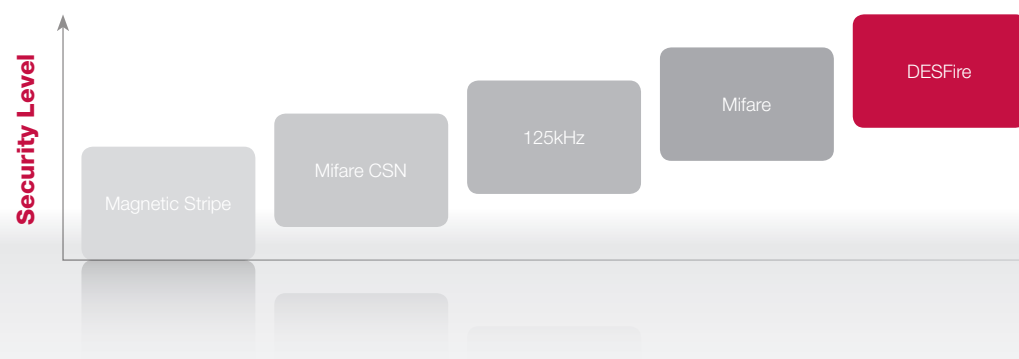 Security Level
Magnetic Stripe
Mifare CSN
125kHz
Mifare
DESFire